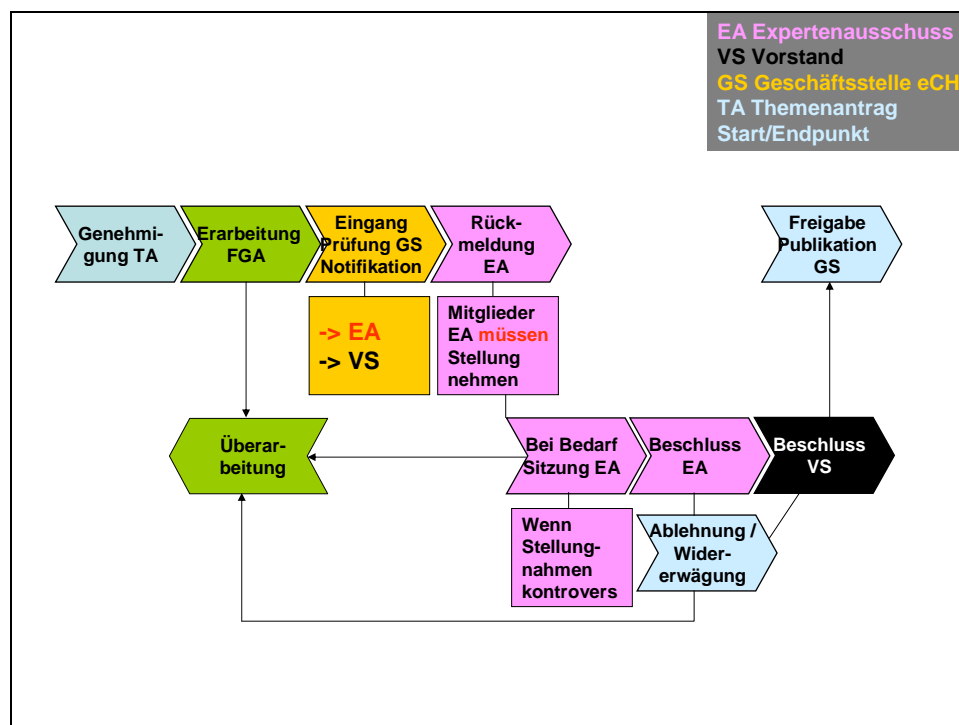 EA Expertenausschuss
VS Vorstand
GS Geschäftsstelle eCH
TA Themenantrag
Start/Endpunkt
Genehmi-
gung TA
Erarbeitung
FGA
Eingang
Prüfung GS
Notifikation
Rück-
meldung
EA
Freigabe
Publikation
GS
-> EA
-> VS
Mitglieder
EA müssen
Stellung
nehmen
Überar-
beitung
Bei Bedarf
Sitzung EA
Beschluss
EA
Beschluss
VS
Wenn
Stellung-
nahmen
kontrovers
Ablehnung /
Wider-
erwägung